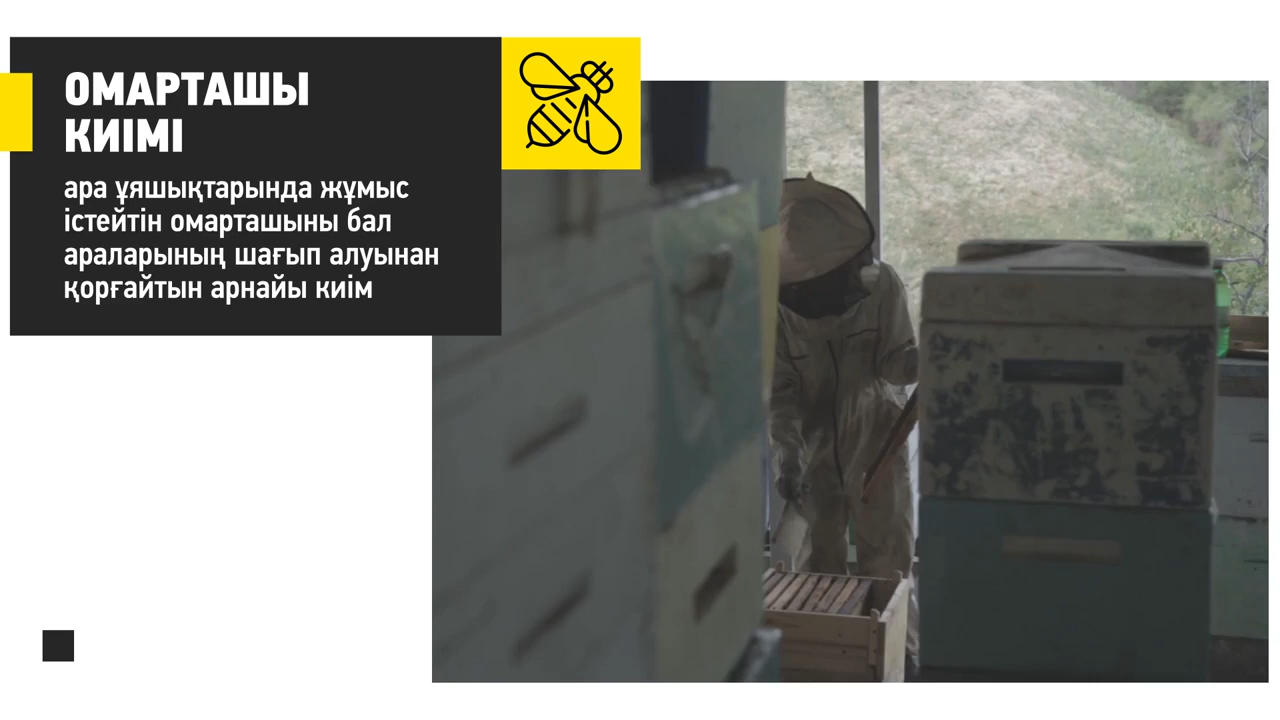 ОМАРТАШЫ
КИІМІ
ара ұяшықтарында жұмыс
істейтін омарташыны бал
араларының шағып алуынан
қорғайтын арнайы киім